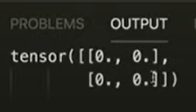 PROBLEMS OUTPUT
tensor([[0., 0.],
[0., 0.]])